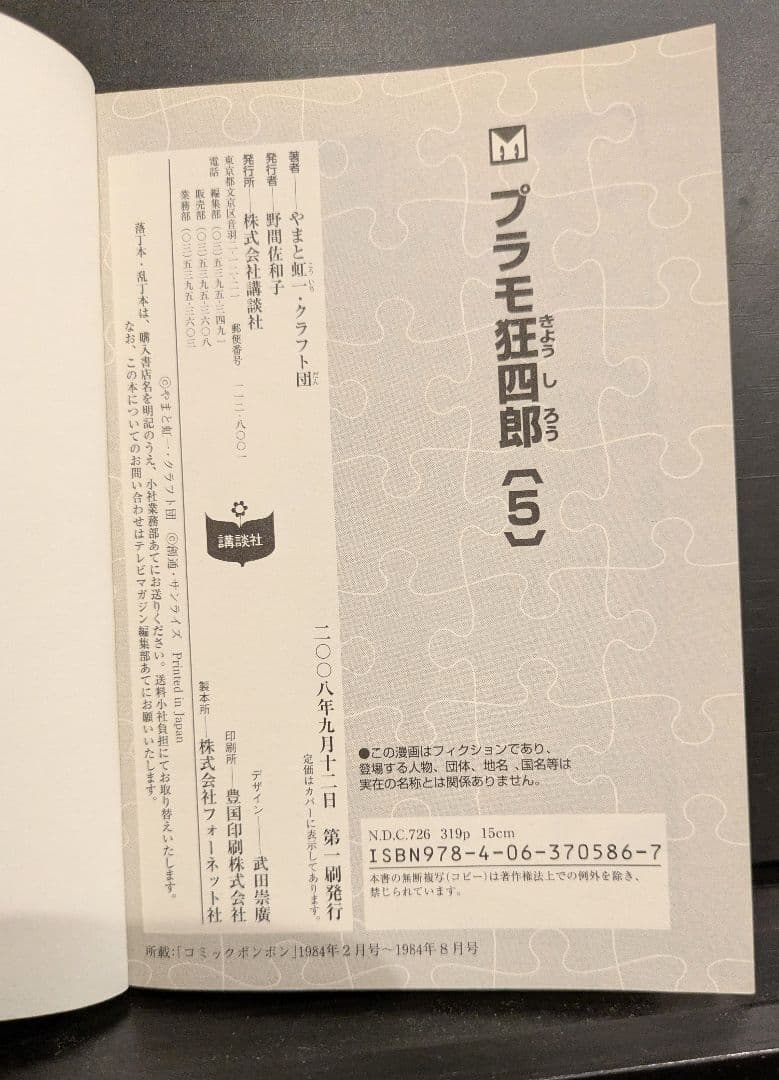 プラモ狂四郎〔5〕
きょうしろう
二〇〇八年九月十二日　第一刷発行
定価はカバーに表示してあります。
著者――やまと虹一・クラフト団
こういち
だん
発行者――野間佐和子
発行所――株式会社講談社
東京都文京区音羽二-一二-二一　郵便番号　一一二-八〇〇一
電話　編集部（〇三）五三九五-三四九一
販売部（〇三）五三九五-三六〇八
業務部（〇三）五三九五-三六〇三
講談社
デザイン――武田崇廣
印刷所――豊国印刷株式会社
製本所――株式会社フォーネット社
©やまと虹一・クラフト団　©創通・サンライズ　Printed in Japan
落丁本・乱丁本は、購入書店名を明記のうえ、小社業務部あてにお送りください。送料小社負担にてお取り替えいたします。
なお、この本についてのお問い合わせはテレビマガジン編集部あてにお願いいたします。
●この漫画はフィクションであり、
登場する人物、団体、地名、国名等は
実在の名称とは関係ありません。
N.D.C.726 319p 15cm
ISBN978-4-06-370586-7
本書の無断複写(コピー)は著作権法上での例外を除き、
禁じられています。
所載:「コミックボンボン」1984年2月号〜1984年8月号